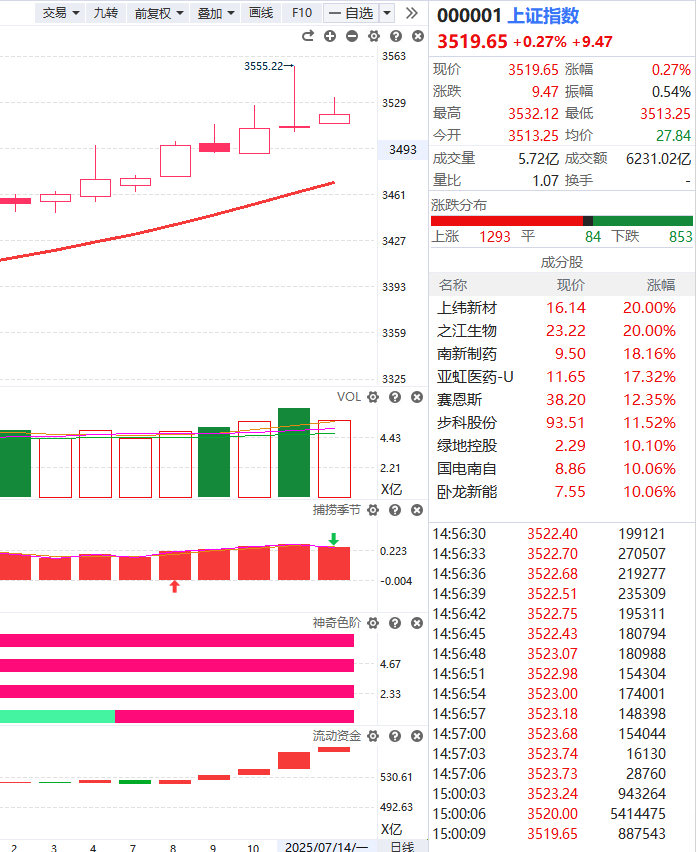 交易 九转 前复权 叠加 画线 F10 一 自选
3555.22
3563
3529
3493
3461
3427
3393
3359
3325
VOL
4.43
2.21
X亿
捕捞季节
0.223
-0.004
神奇色阶
4.67
2.33
流动资金
530.61
492.63
X亿
2 3 4 7 8 9 10 2025/07/14/一 日线
000001 上证指数
3519.65 +0.27% +9.47
现价 3519.65 涨幅 0.27%
涨跌 9.47 振幅 0.54%
最高 3532.12 最低 3513.25
今开 3513.25 均价 27.84
成交量 5.72亿 成交额 6231.02亿
量比 1.07 换手 -
涨跌分布
上涨 1293 平 84 下跌 853
成分股
名称 现价 涨幅
上纬新材 16.14 20.00%
之江生物 23.22 20.00%
南新制药 9.50 18.16%
亚虹医药-U 11.65 17.32%
赛恩斯 38.20 12.35%
步科股份 93.51 11.52%
绿地控股 2.29 10.10%
国电南自 8.86 10.06%
卧龙新能 7.55 10.06%
14:56:30 3522.40 199121
14:56:33 3522.70 270507
14:56:36 3522.68 219277
14:56:39 3522.51 235309
14:56:42 3522.75 195311
14:56:45 3522.43 180794
14:56:48 3523.07 180988
14:56:51 3522.98 154304
14:56:54 3523.00 174001
14:56:57 3523.18 148398
14:57:00 3523.68 154044
14:57:03 3523.74 16130
14:57:06 3523.73 28760
15:00:03 3523.24 943264
15:00:06 3520.00 5414475
15:00:09 3519.65 887543